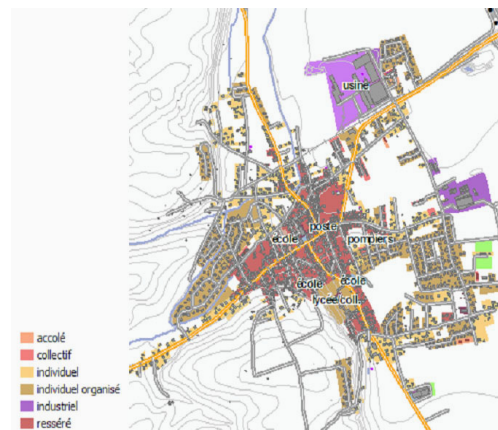 usine
poste
école
pompiers
école
école
lycée/coll...
accolé
collectif
individuel
individuel organisé
industriel
resséré